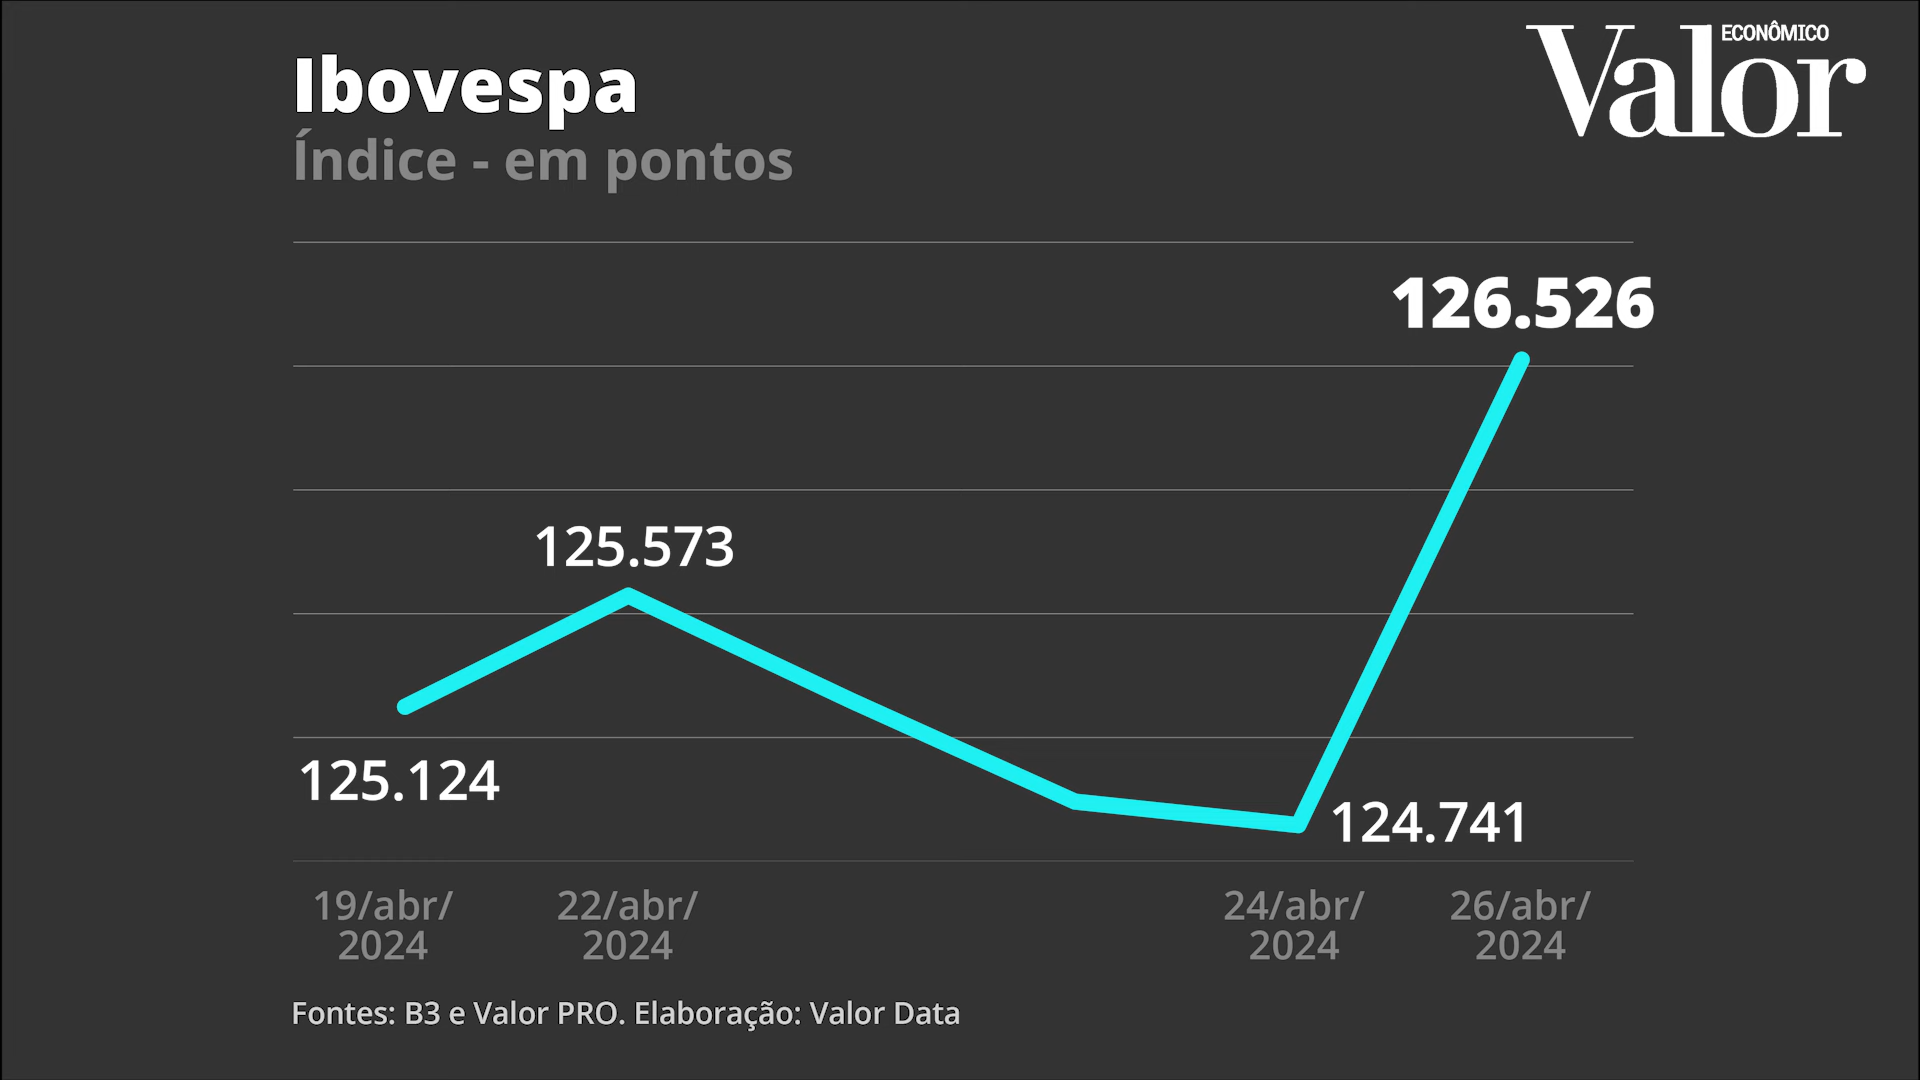 Ibovespa
Índice - em pontos
ECONÔMICO
Valor
126.526
125.573
125.124
124.741
19/abr/
2024
22/abr/
2024
24/abr/
2024
26/abr/
2024
Fontes: B3 e Valor PRO. Elaboração: Valor Data